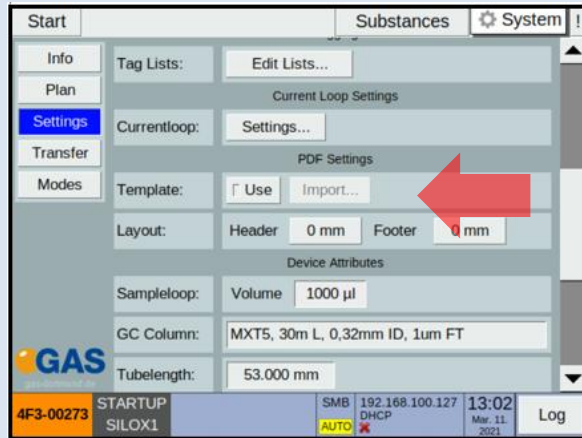 Start Substances System !
Info
Plan
Settings
Transfer
Modes
Tag Lists: Edit Lists...
Current Loop Settings
Currentloop: Settings...
PDF Settings
Template: Use Import...
Layout: Header 0 mm Footer 0 mm
Device Attributes
Sampleloop: Volume 1000 µl
GC Column: MXT5, 30m L, 0,32mm ID, 1um FT
Tubelength: 53.000 mm
GAS
4F3-00273 STARTUP SILOX1
SMB AUTO 192.168.100.127 DHCP
13:02 Mar. 11. 2021
Log